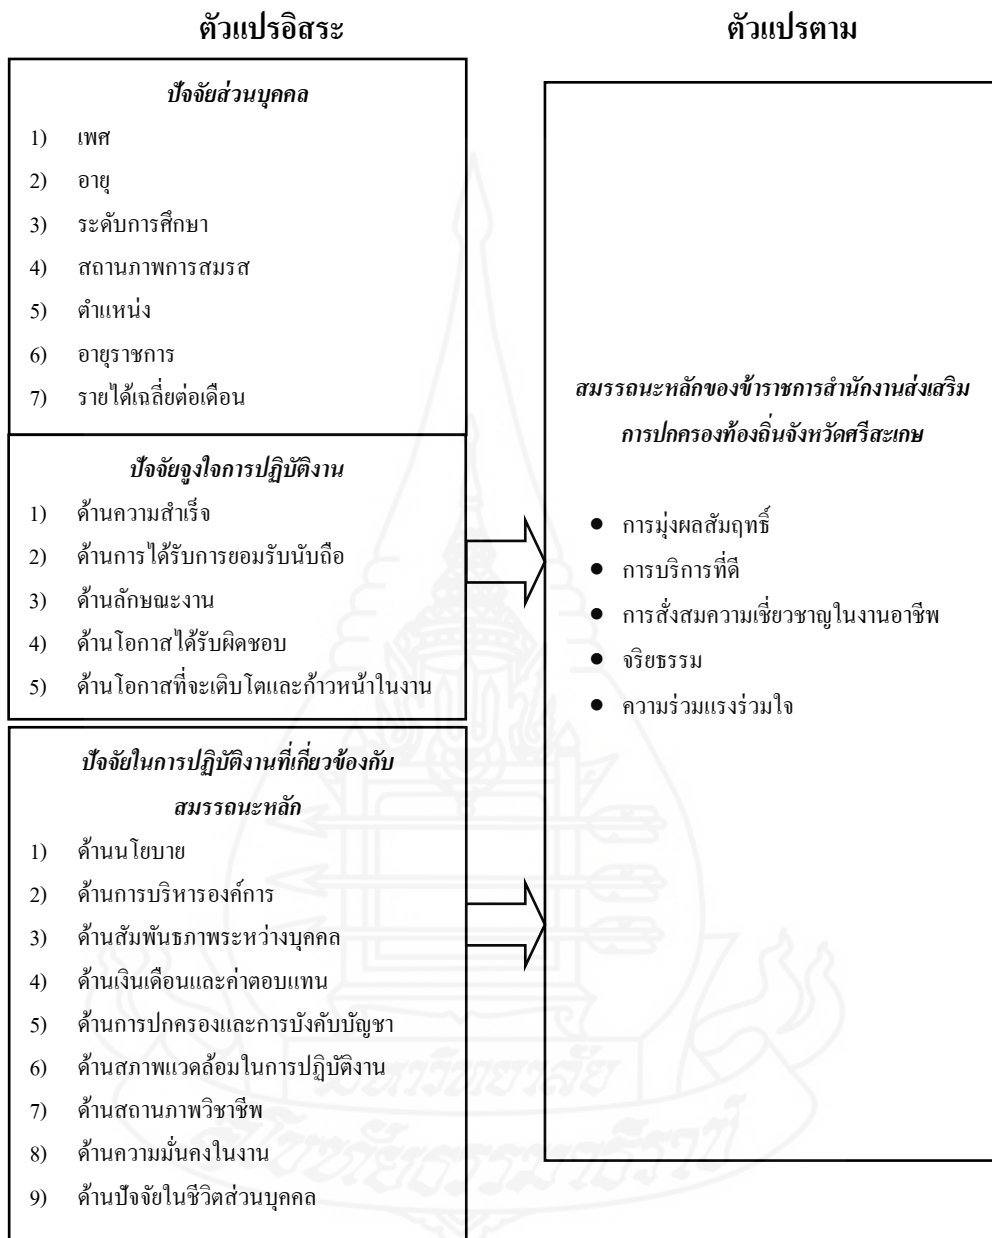 ตัวแปรอิสระ
ปัจจัยส่วนบุคคล
1) เพศ
2) อายุ
3) ระดับการศึกษา
4) สถานภาพการสมรส
5) ตำแหน่ง
6) อายุราชการ
7) รายได้เฉลี่ยต่อเดือน
ปัจจัยจูงใจการปฏิบัติงาน
1) ด้านความสำเร็จ
2) ด้านการได้รับการยอมรับนับถือ
3) ด้านลักษณะงาน
4) ด้านโอกาสได้รับผิดชอบ
5) ด้านโอกาสที่จะเติบโตและก้าวหน้าในงาน
ปัจจัยในการปฏิบัติงานที่เกี่ยวข้องกับ
สมรรถนะหลัก
1) ด้านนโยบาย
2) ด้านการบริหารองค์การ
3) ด้านสัมพันธภาพระหว่างบุคคล
4) ด้านเงินเดือนและค่าตอบแทน
5) ด้านการปกครองและการบังคับบัญชา
6) ด้านสภาพแวดล้อมในการปฏิบัติงาน
7) ด้านสถานภาพวิชาชีพ
8) ด้านความมั่นคงในงาน
9) ด้านปัจจัยในชีวิตส่วนบุคคล
ตัวแปรตาม
สมรรถนะหลักของข้าราชการสำนักงานส่งเสริม
การปกครองท้องถิ่นจังหวัดศรีสะเกษ
● การมุ่งผลสัมฤทธิ์
● การบริการที่ดี
● การสั่งสมความเชี่ยวชาญในงานอาชีพ
● จริยธรรม
● ความร่วมแรงร่วมใจ
มหาวิทยาลัย
สุโขทัยธรรมาธิราช